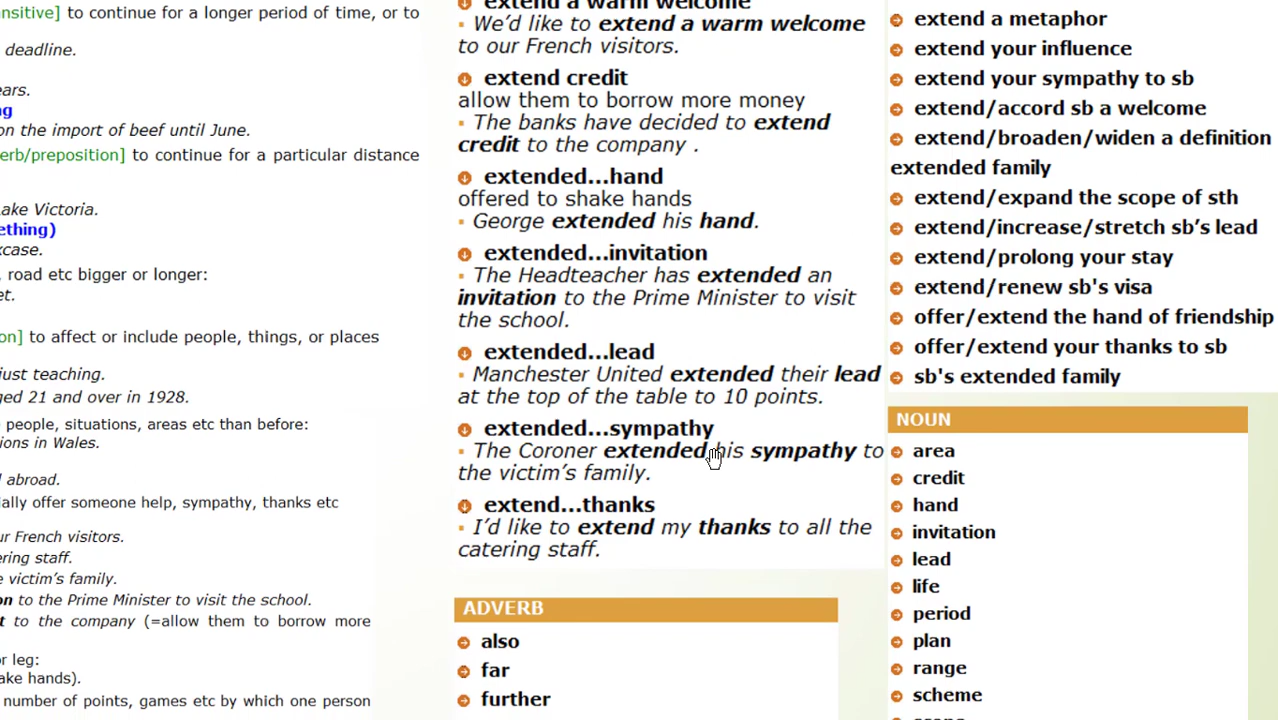 nsitive] to continue for a longer period of time, or to
deadline.
ears.
ng
on the import of beef until June.
erb/preposition] to continue for a particular distance
ake Victoria.
ething)
xcase.
, road etc bigger or longer:
et.
on] to affect or include people, things, or places
just teaching.
ged 21 and over in 1928.
people, situations, areas etc than before:
ions in Wales.
abroad.
ially offer someone help, sympathy, thanks etc
ur French visitors.
ering staff.
e victim's family.
on to the Prime Minister to visit the school.
t to the company (=allow them to borrow more
or leg:
ake hands).
number of points, games etc by which one person
extend a warm welcome
We'd like to extend a warm welcome
to our French visitors.
extend credit
allow them to borrow more money
The banks have decided to extend
credit to the company .
extended...hand
offered to shake hands
George extended his hand.
extended...invitation
The Headteacher has extended an
invitation to the Prime Minister to visit
the school.
extended...lead
Manchester United extended their lead
at the top of the table to 10 points.
extended...sympathy
The Coroner extended his sympathy to
the victim's family.
extend...thanks
I'd like to extend my thanks to all the
catering staff.
ADVERB
also
far
further
extend a metaphor
extend your influence
extend your sympathy to sb
extend/accord sb a welcome
extend/broaden/widen a definition
extended family
extend/expand the scope of sth
extend/increase/stretch sb's lead
extend/prolong your stay
extend/renew sb's visa
offer/extend the hand of friendship
offer/extend your thanks to sb
sb's extended family
NOUN
area
credit
hand
invitation
lead
life
period
plan
range
scheme